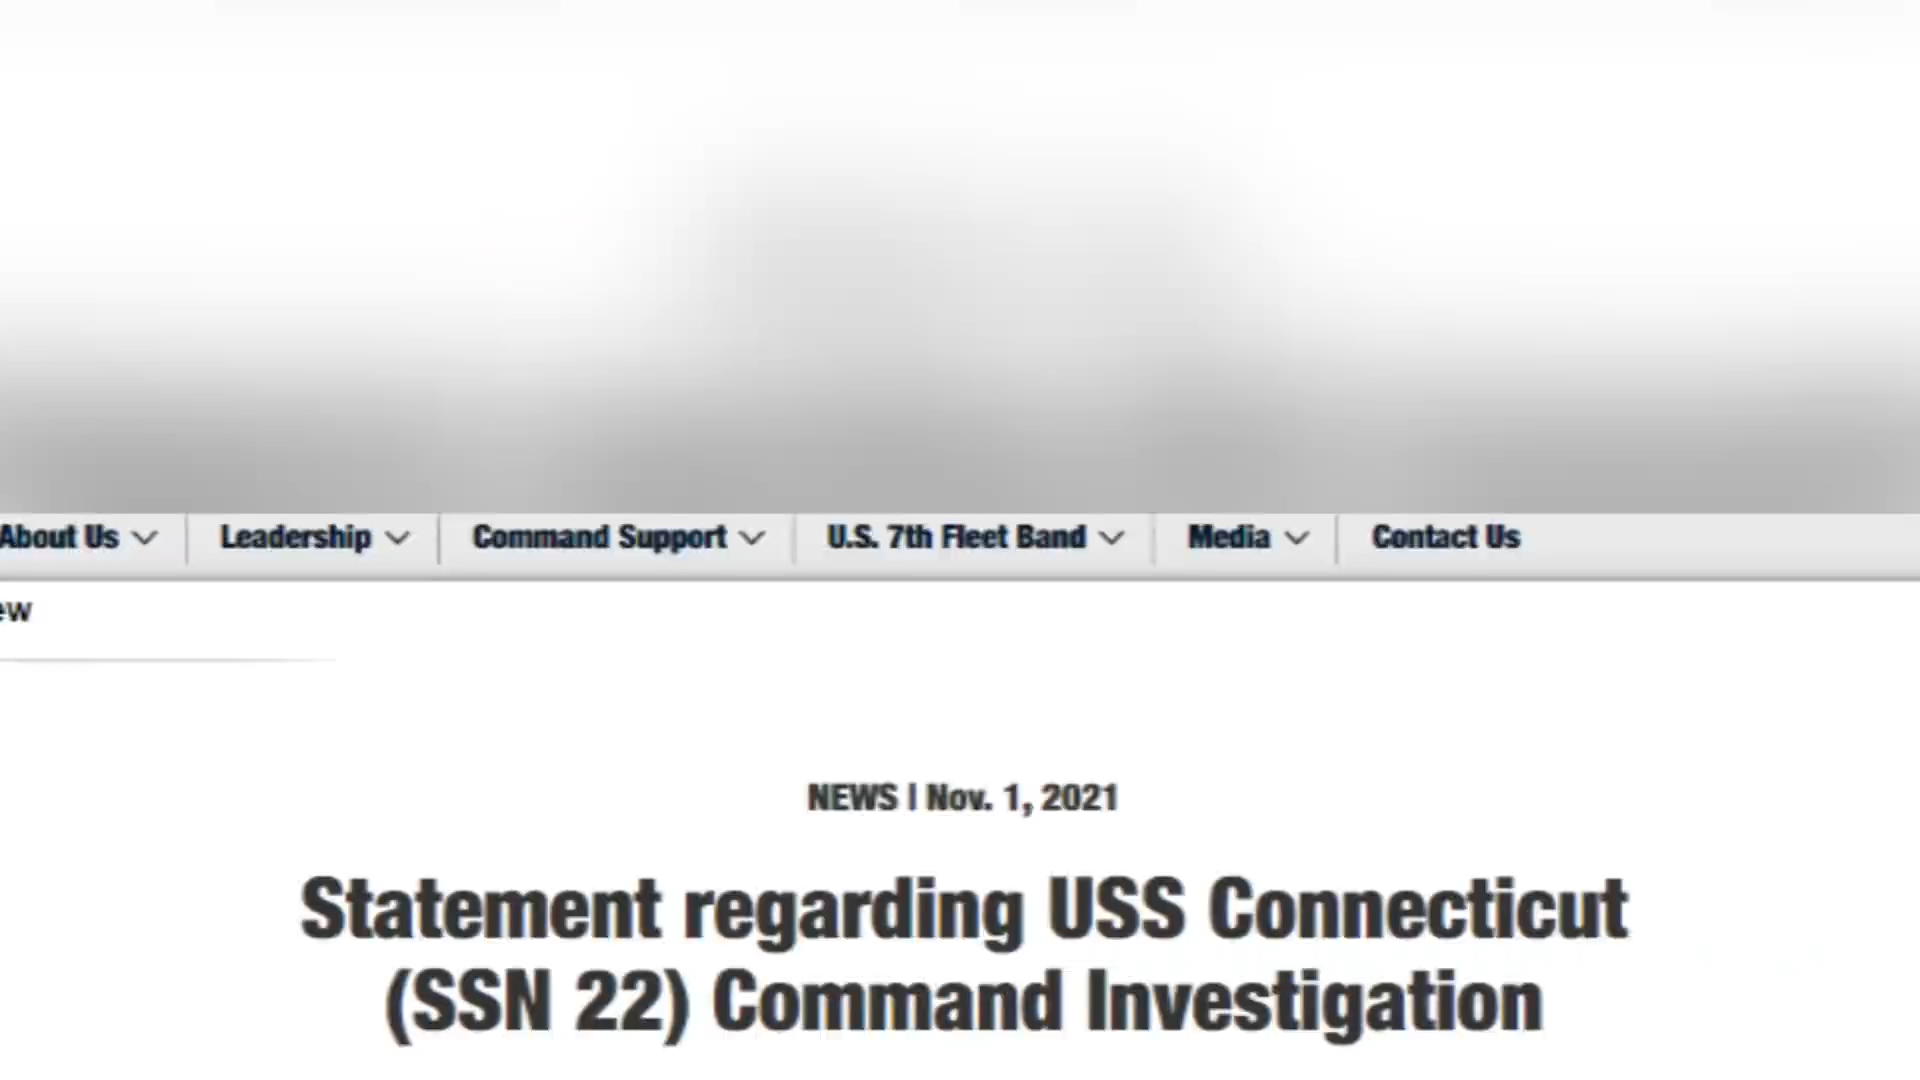 About Us Leadership Command Support U.S. 7th Fleet Band Media Contact Us
ew
NEWS | Nov. 1, 2021
Statement regarding USS Connecticut
(SSN 22) Command Investigation